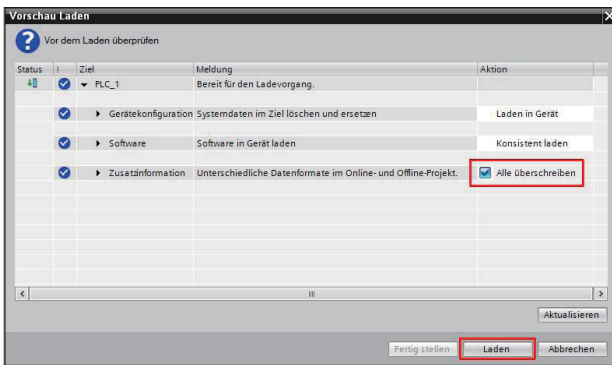 Vorschau Laden
Vor dem Laden überprüfen
Status ! Ziel Meldung Aktion
PLC_1 Bereit für den Ladevorgang.
Gerätekonfiguration Systemdaten im Ziel löschen und ersetzen Laden in Gerät
Software Software in Gerät laden Konsistent laden
Zusatzinformation Unterschiedliche Datenformate im Online- und Offline-Projekt. Alle überschreiben
Aktualisieren
Fertig stellen Laden Abbrechen